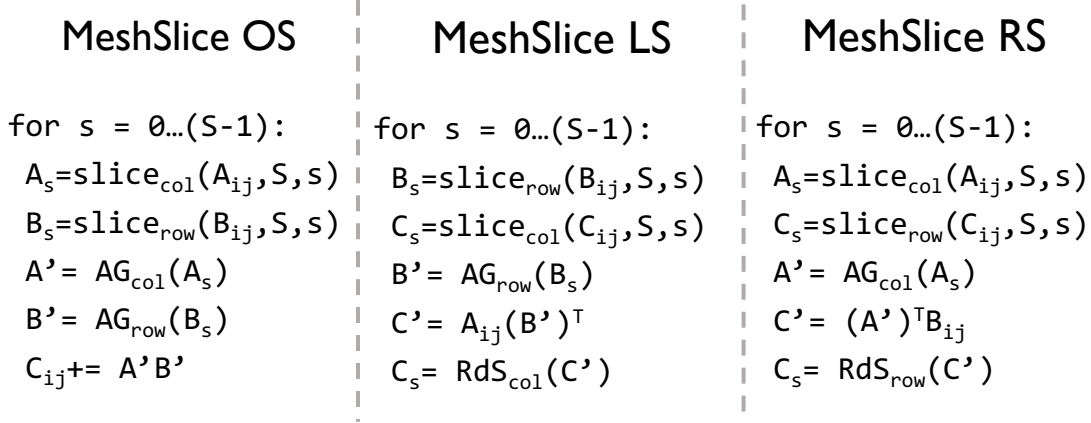 MeshSlice OS
for s = 0…(S-1):
A_s=slice_col(A_ij,S,s)
B_s=slice_row(B_ij,S,s)
A’= AG_col(A_s)
B’= AG_row(B_s)
C_ij+= A’B’
MeshSlice LS
for s = 0…(S-1):
B_s=slice_row(B_ij,S,s)
C_s=slice_col(C_ij,S,s)
B’= AG_row(B_s)
C’= A_ij(B’)^T
C_s= RdS_col(C’)
MeshSlice RS
for s = 0…(S-1):
A_s=slice_col(A_ij,S,s)
C_s=slice_row(C_ij,S,s)
A’= AG_col(A_s)
C’= (A’)^TB_ij
C_s= RdS_row(C’)